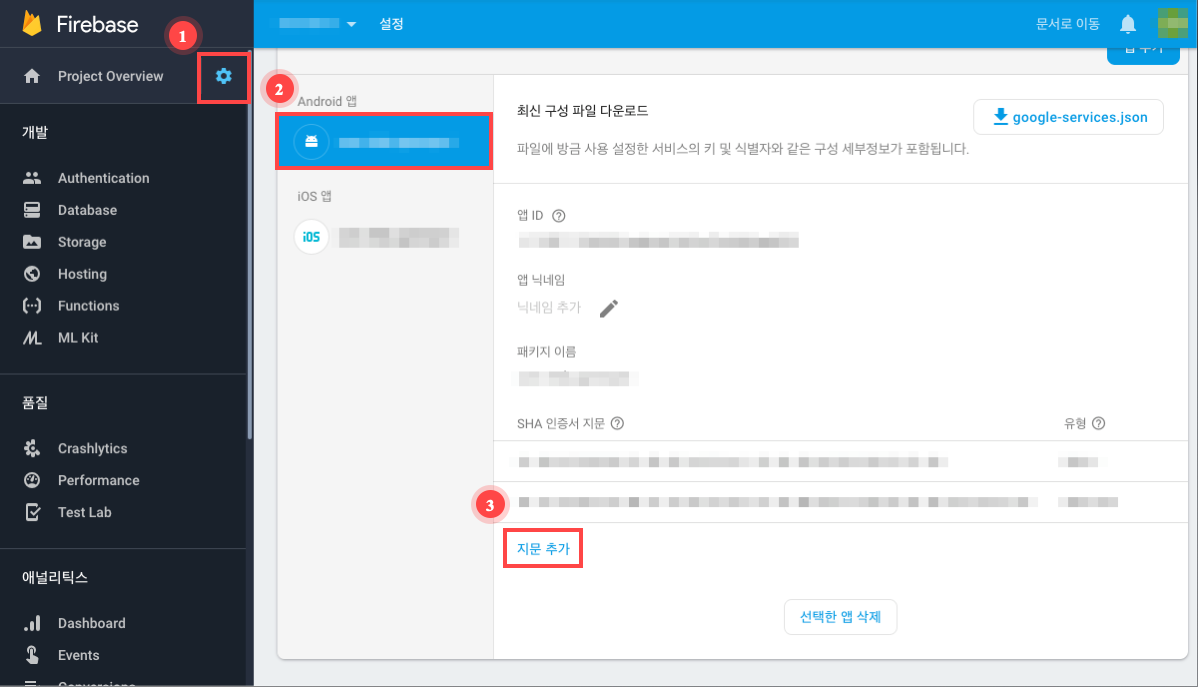 Firebase
1
Project Overview
개발
Authentication
Database
Storage
Hosting
Functions
ML Kit
품질
Crashlytics
Performance
Test Lab
애널리틱스
Dashboard
Events
Conversions
설정
문서로 이동
앱 추가
2
Android 앱
iOS 앱
iOS
최신 구성 파일 다운로드
google-services.json
파일에 방금 사용 설정한 서비스의 키 및 식별자와 같은 구성 세부정보가 포함됩니다.
앱 ID ?
앱 닉네임
닉네임 추가
패키지 이름
SHA 인증서 지문 ?
유형 ?
3
지문 추가
선택한 앱 삭제